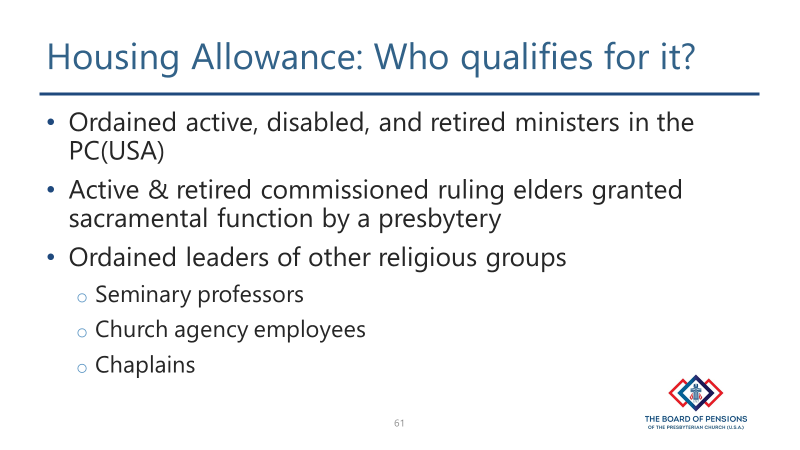 Housing Allowance: Who qualifies for it?
• Ordained active, disabled, and retired ministers in the
PC(USA)
• Active & retired commissioned ruling elders granted
sacramental function by a presbytery
• Ordained leaders of other religious groups
o Seminary professors
o Church agency employees
o Chaplains
61
THE BOARD OF PENSIONS
OF THE PRESBYTERIAN CHURCH (U.S.A.)